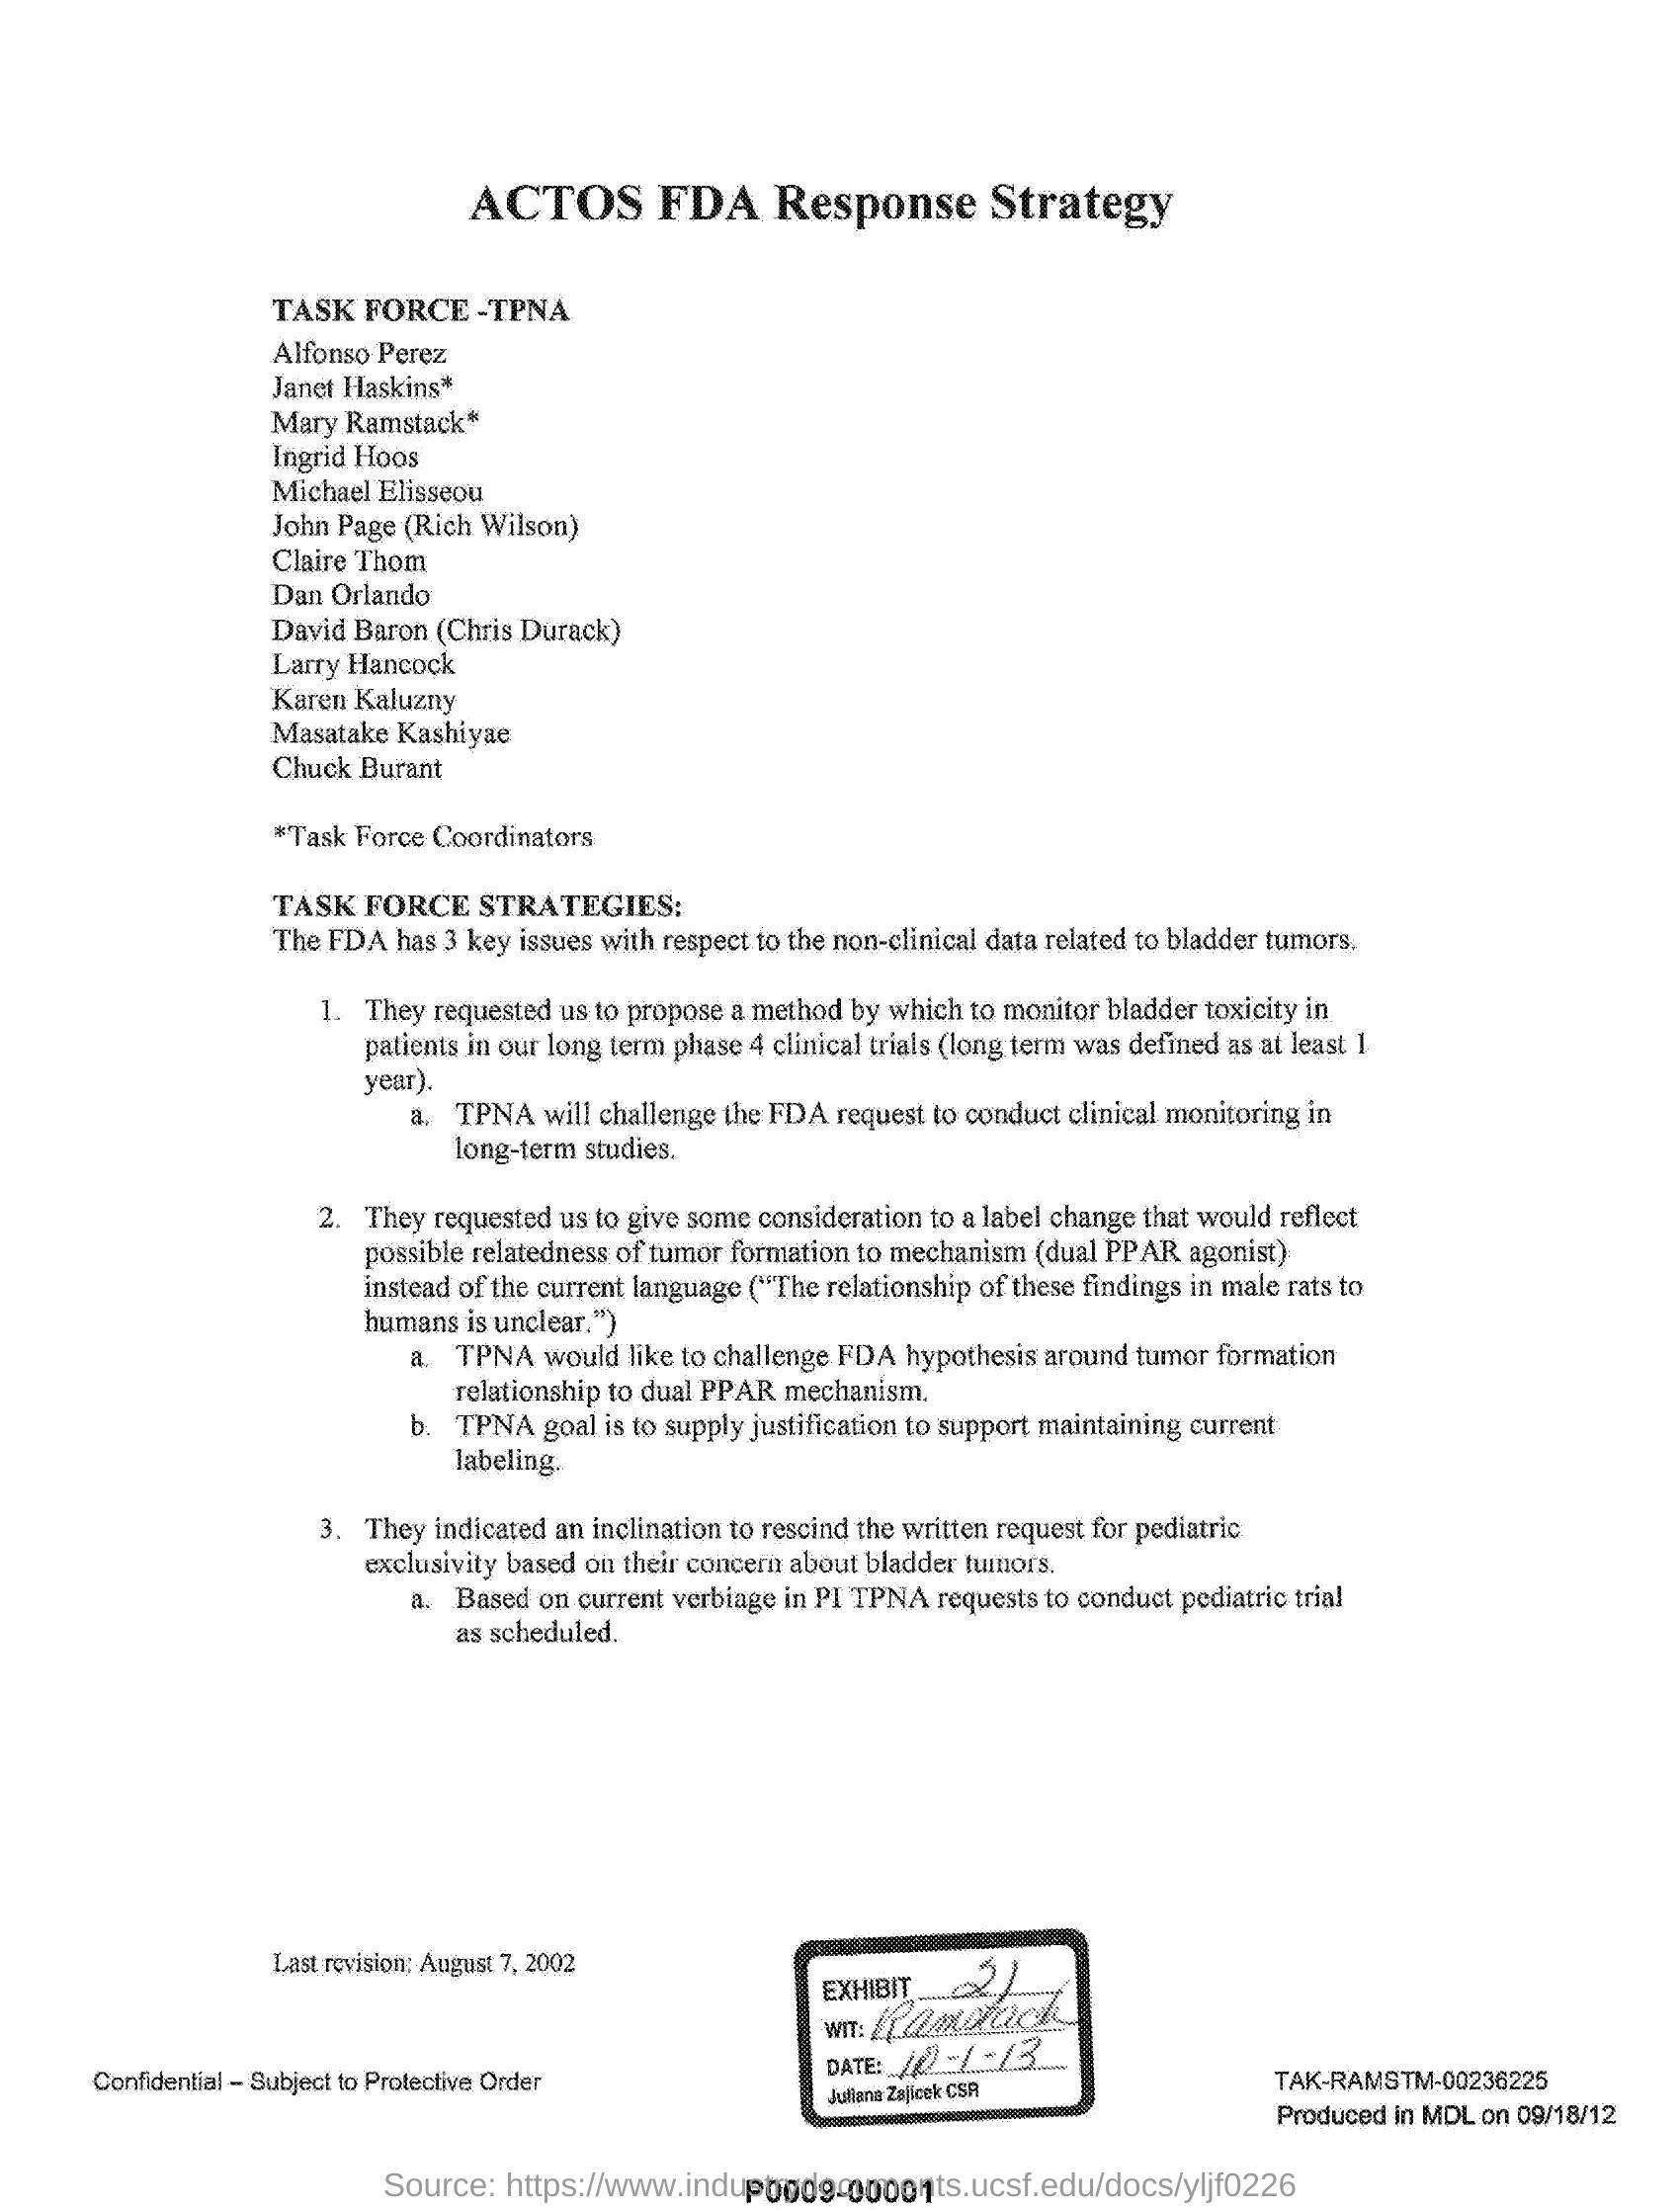 ACTOS FDA Response Strategy
TASK FORCE -TPNA
Alfonso Perez
Janet Haskins*
Mary Ramstack*
Ingrid Hoos
Michael Elisseou
John Page (Rich Wilson)
Claire Thom
Dan Orlando
David Baron (Chris Durack)
Larry Hancock
Karen Kaluzny
Masatake Kashiyae
Chuck Burant
*Task Force Coordinators
TASK FORCE STRATEGIES:
The FDA has 3 key issues with respect to the non-clinical data related to bladder tumors.
1. They requested us to propose a method by which to monitor bladder toxicity in
patients in our long term phase 4 clinical trials (long term was defined as at least 1
year).
a. TPNA will challenge the FDA request to conduct clinical monitoring in
long-term studies.
2. They requested us to give some consideration to a label change that would reflect
possible relatedness of tumor formation to mechanism (dual PPAR agonist)
instead of the current language (“The relationship of these findings in male rats to
humans is unclear.”)
a. TPNA would like to challenge FDA hypothesis around tumor formation
relationship to dual PPAR mechanism.
b. TPNA goal is to supply justification to support maintaining current
labeling.
3. They indicated an inclination to rescind the written request for pediatric
exclusivity based on their concern about bladder tumors.
a. Based on current verbiage in PI TPNA requests to conduct pediatric trial
as scheduled.
Last revision: August 7, 2002
EXHIBIT 21
WIT: Ramstack
DATE: 10-1-13
Juliana Zajicek CSR
Confidential – Subject to Protective Order
TAK-RAMSTM-00236225
Produced in MDL on 09/18/12
Source: https://www.industrydocuments.ucsf.edu/docs/yljf0226
P0009-00001